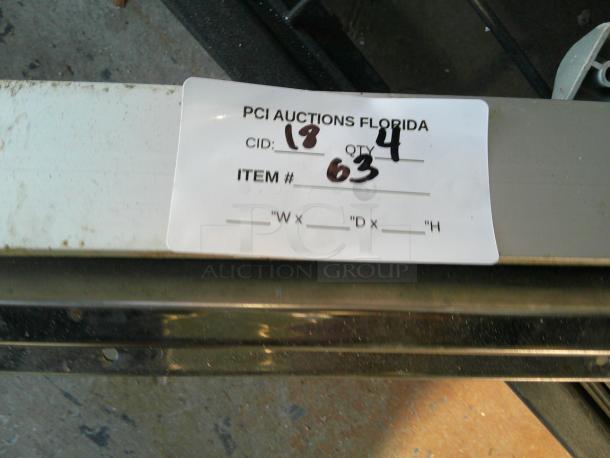 PCI AUCTIONS FLORIDA
CID: 18 QTY 4
ITEM # 63
"W x "D x "H
PCI
AUCTION GROUP